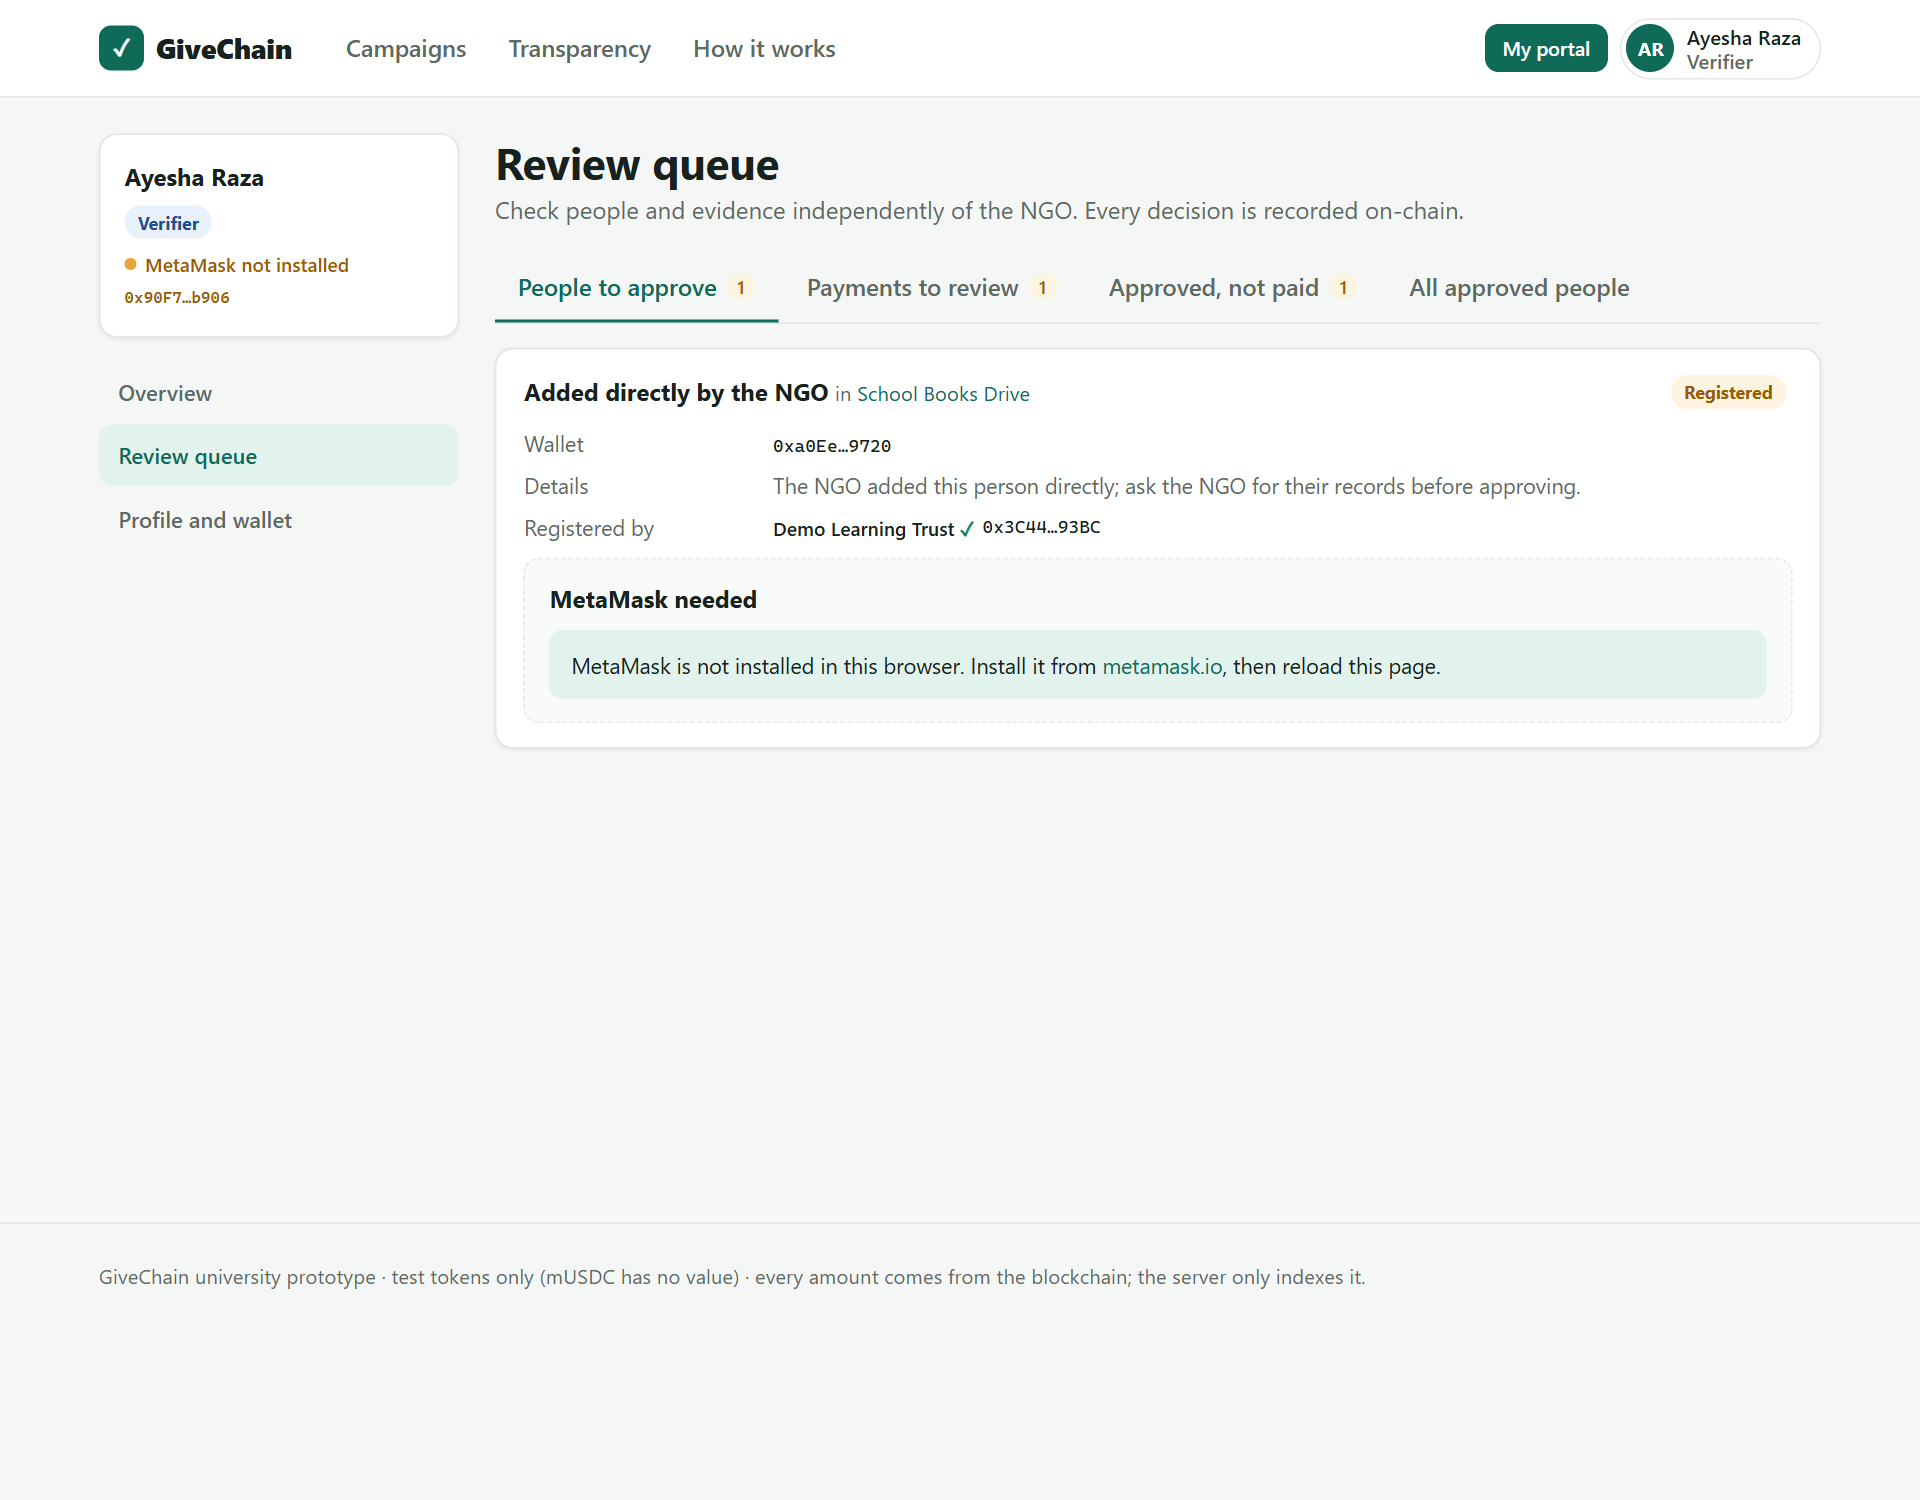 ✓ GiveChain Campaigns Transparency How it works My portal AR Ayesha Raza
Verifier
Ayesha Raza
Verifier
MetaMask not installed
0x90F7…b906
Overview
Review queue
Profile and wallet
Review queue
Check people and evidence independently of the NGO. Every decision is recorded on-chain.
People to approve 1 Payments to review 1 Approved, not paid 1 All approved people
Added directly by the NGO in School Books Drive Registered
Wallet 0xa0Ee…9720
Details The NGO added this person directly; ask the NGO for their records before approving.
Registered by Demo Learning Trust ✓ 0x3C44…93BC
MetaMask needed
MetaMask is not installed in this browser. Install it from metamask.io, then reload this page.
GiveChain university prototype · test tokens only (mUSDC has no value) · every amount comes from the blockchain; the server only indexes it.